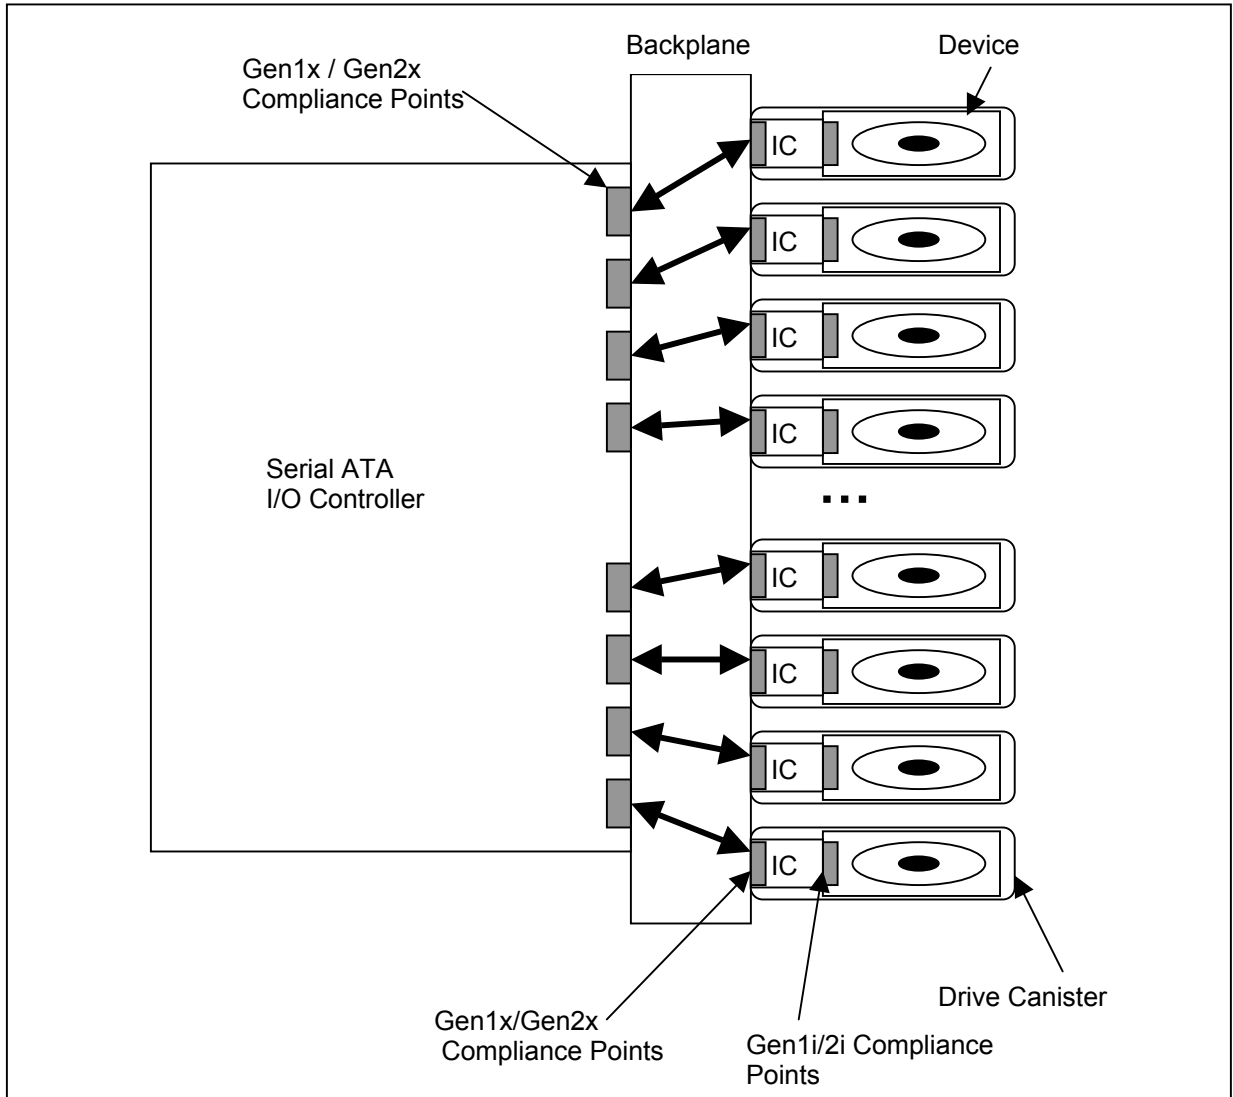 Backplane
Device
Gen1x / Gen2x
Compliance Points
IC
IC
IC
IC
Serial ATA
I/O Controller
...
IC
IC
IC
IC
Drive Canister
Gen1x/Gen2x
Compliance Points
Gen1i/2i Compliance
Points